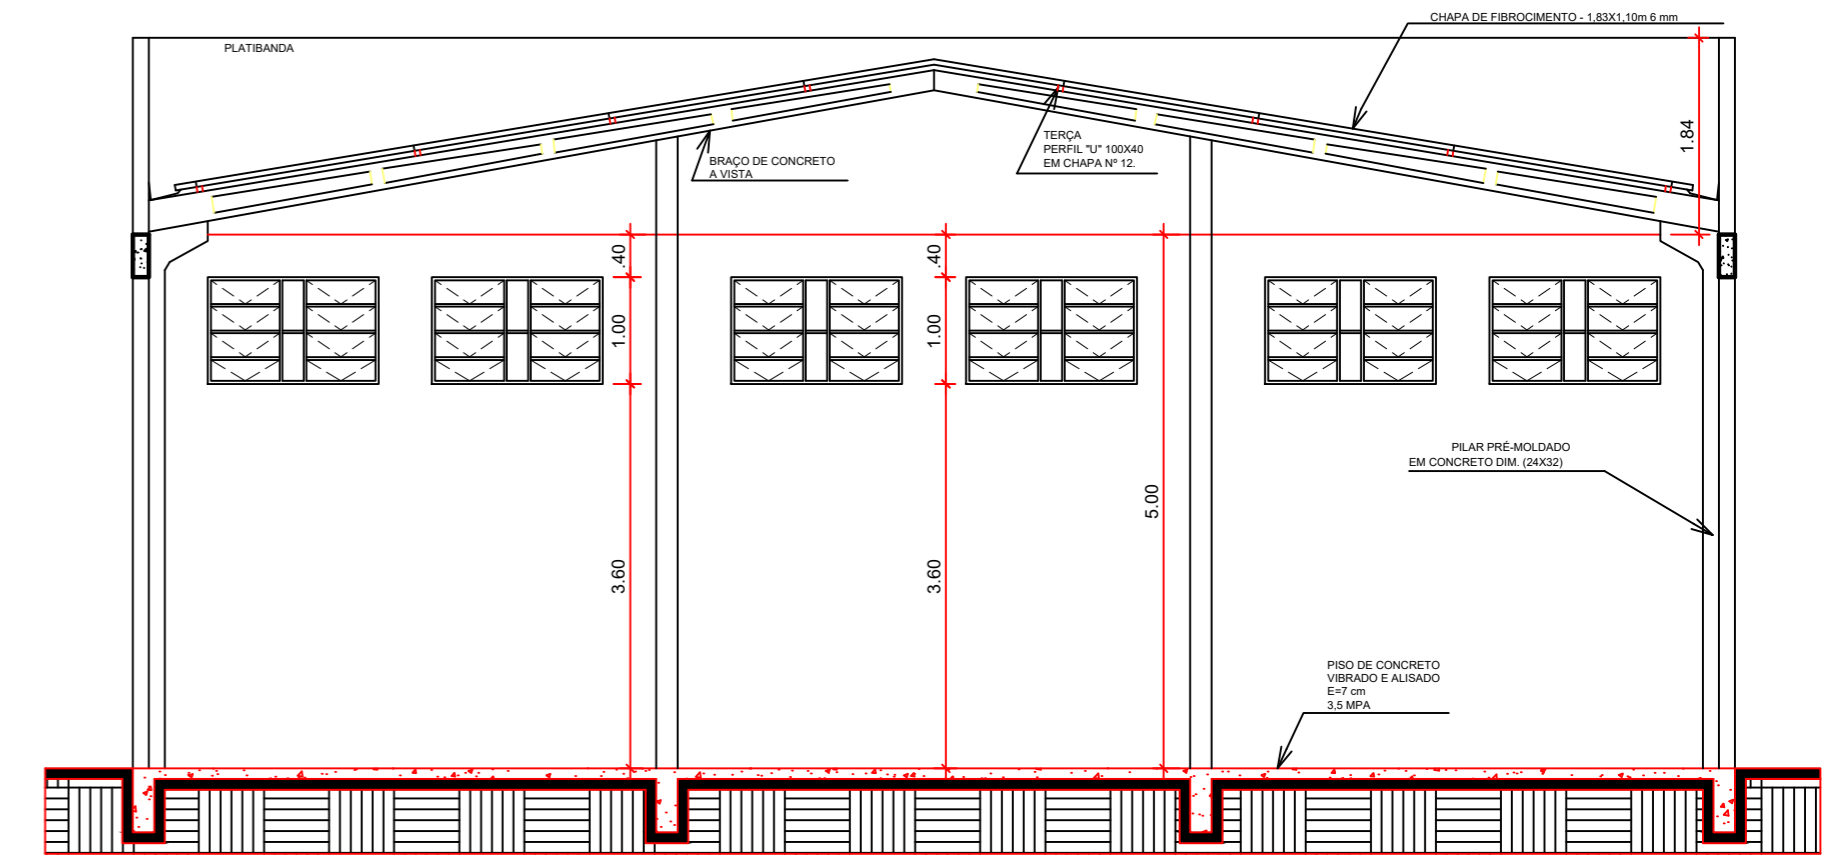 CHAPA DE FIBROCIMENTO - 1,83X1,10m 6 mm
PLATIBANDA
1.84
TERÇA
PERFIL "U" 100X40
EM CHAPA Nº 12.
BRAÇO DE CONCRETO
A VISTA
.40
.40
1.00
1.00
PILAR PRÉ-MOLDADO
EM CONCRETO DIM. (24X32)
5.00
3.60
3.60
PISO DE CONCRETO
VIBRADO E ALISADO
E=7 cm
3,5 MPA